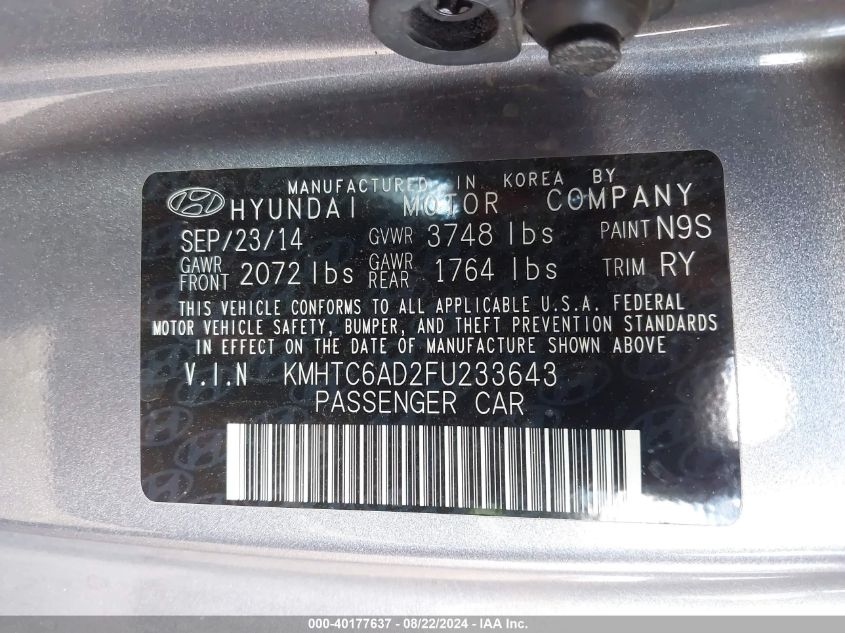 MANUFACTURED IN KOREA BY
HYUNDAI MOTOR COMPANY
SEP/23/14 GVWR 3748 lbs PAINT N9S
GAWR FRONT 2072 lbs GAWR REAR 1764 lbs TRIM RY
THIS VEHICLE CONFORMS TO ALL APPLICABLE U.S.A. FEDERAL
MOTOR VEHICLE SAFETY, BUMPER, AND THEFT PREVENTION STANDARDS
IN EFFECT ON THE DATE OF MANUFACTURE SHOWN ABOVE
V.I.N KMHTC6AD2FU233643
PASSENGER CAR
000-40177637 - 08/22/2024 - IAA Inc.